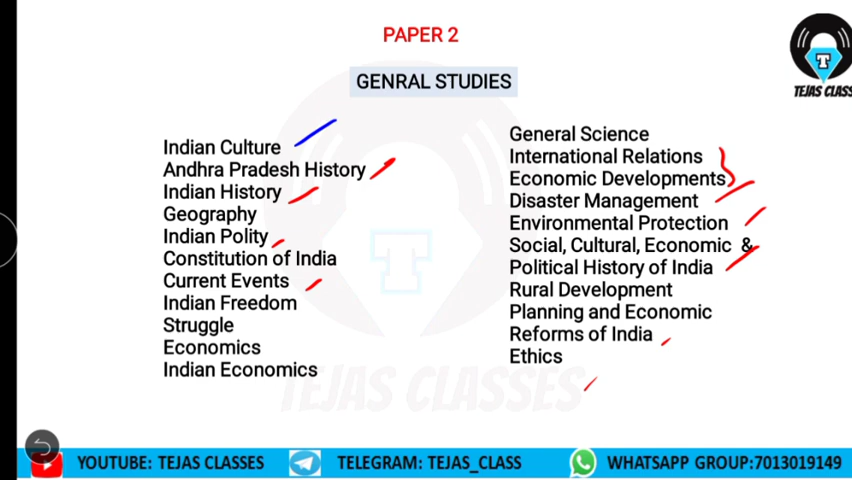 PAPER 2
GENRAL STUDIES
T
TEJAS CLASS
Indian Culture
Andhra Pradesh History
Indian History
Geography
Indian Polity
Constitution of India
Current Events
Indian Freedom
Struggle
Economics
Indian Economics
General Science
International Relations
Economic Developments
Disaster Management
Environmental Protection
Social, Cultural, Economic &
Political History of India
Rural Development
Planning and Economic
Reforms of India
Ethics
T
TEJAS CLASSES
YOUTUBE: TEJAS CLASSES
TELEGRAM: TEJAS_CLASS
WHATSAPP GROUP:7013019149